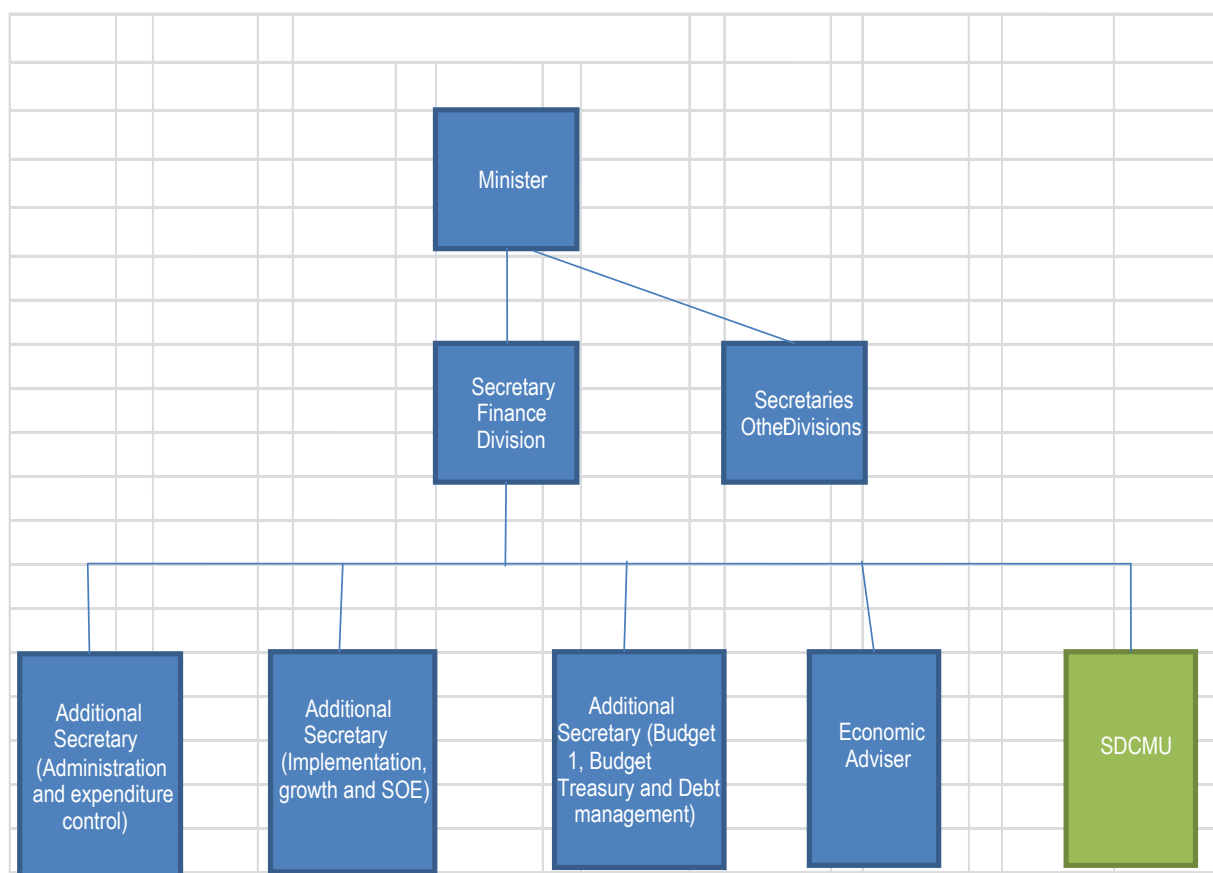 Minister
Secretary
Finance
Division
Secretaries
OtherDivisions
Additional
Secretary
(Administration
and expenditure
control)
Additional
Secretary
(Implementation,
growth and SOE)
Additional
Secretary (Budget
1, Budget
Treasury and Debt
management)
Economic
Adviser
SDCMU